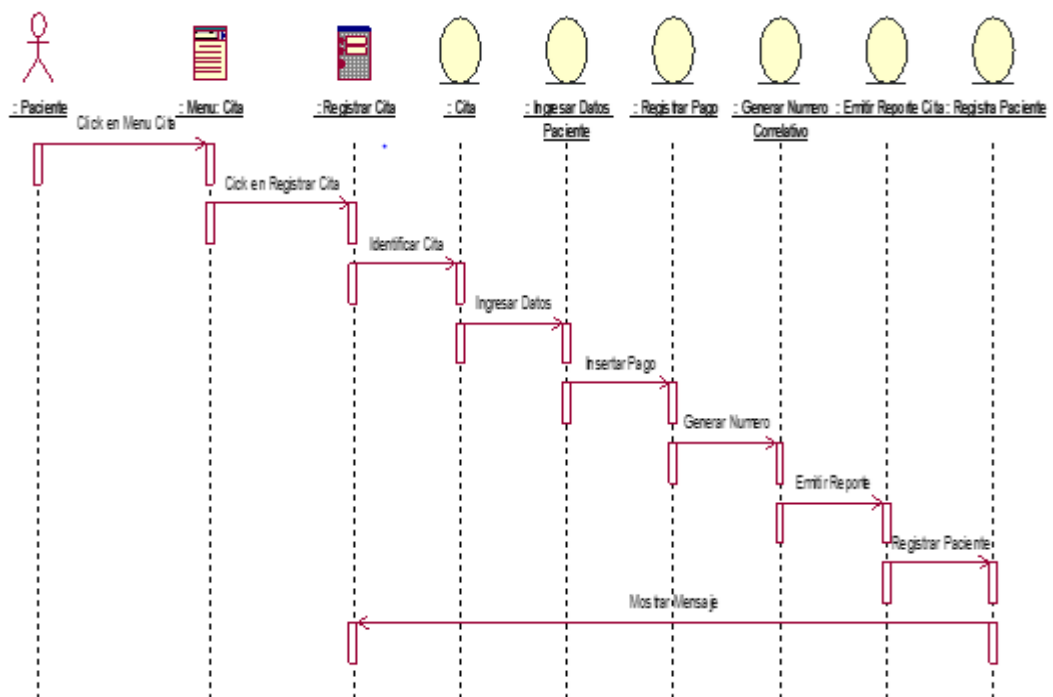 : Paciente
: Menu: Cita
: Registrar Cita
: Cita
: Ingresar Datos
Paciente
: Registrar Pago
: Generar Numero
Correlativo
: Emitir Reporte Cita
: Registra Paciente
Click en Menu Cita
Cick en Registrar Cita
Identificar Cita
Ingresar Datos
Insertar Pago
Generar Numero
Emitir Reporte
Registrar Paciente
Mostrar Mensaje